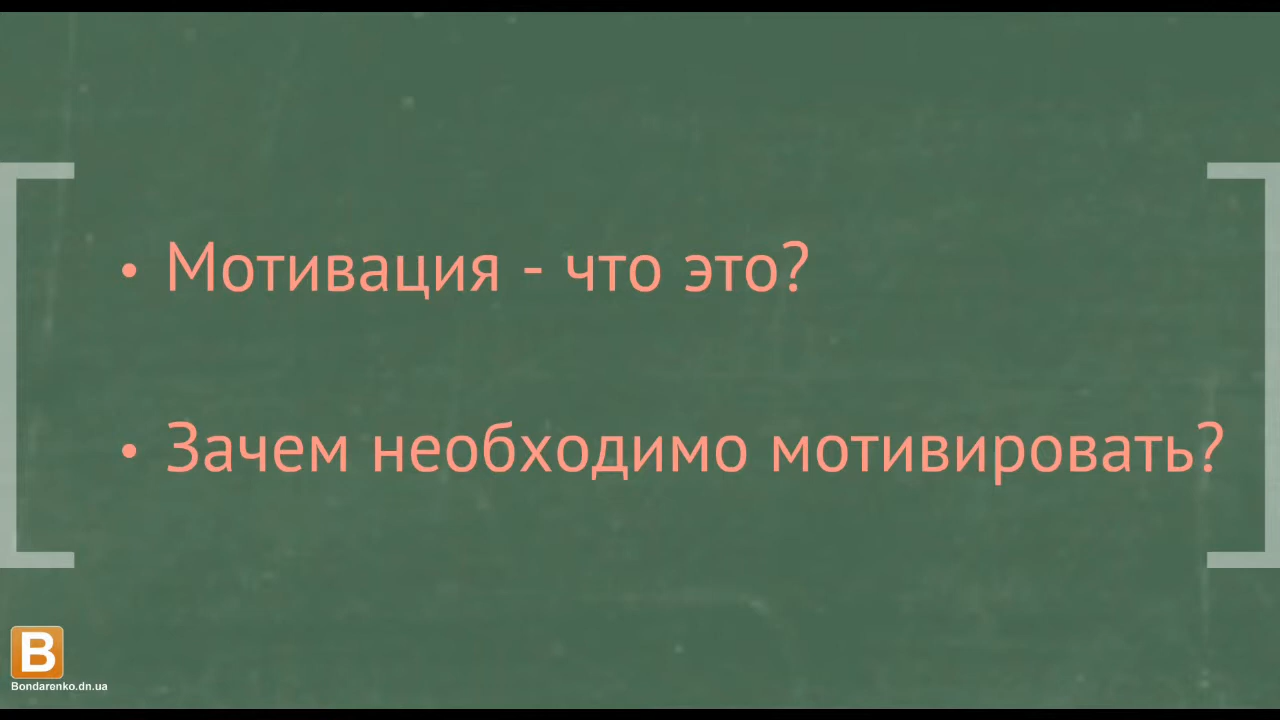 • Мотивация - что это?
• Зачем необходимо мотивировать?
B
Bondarenko.dn.ua